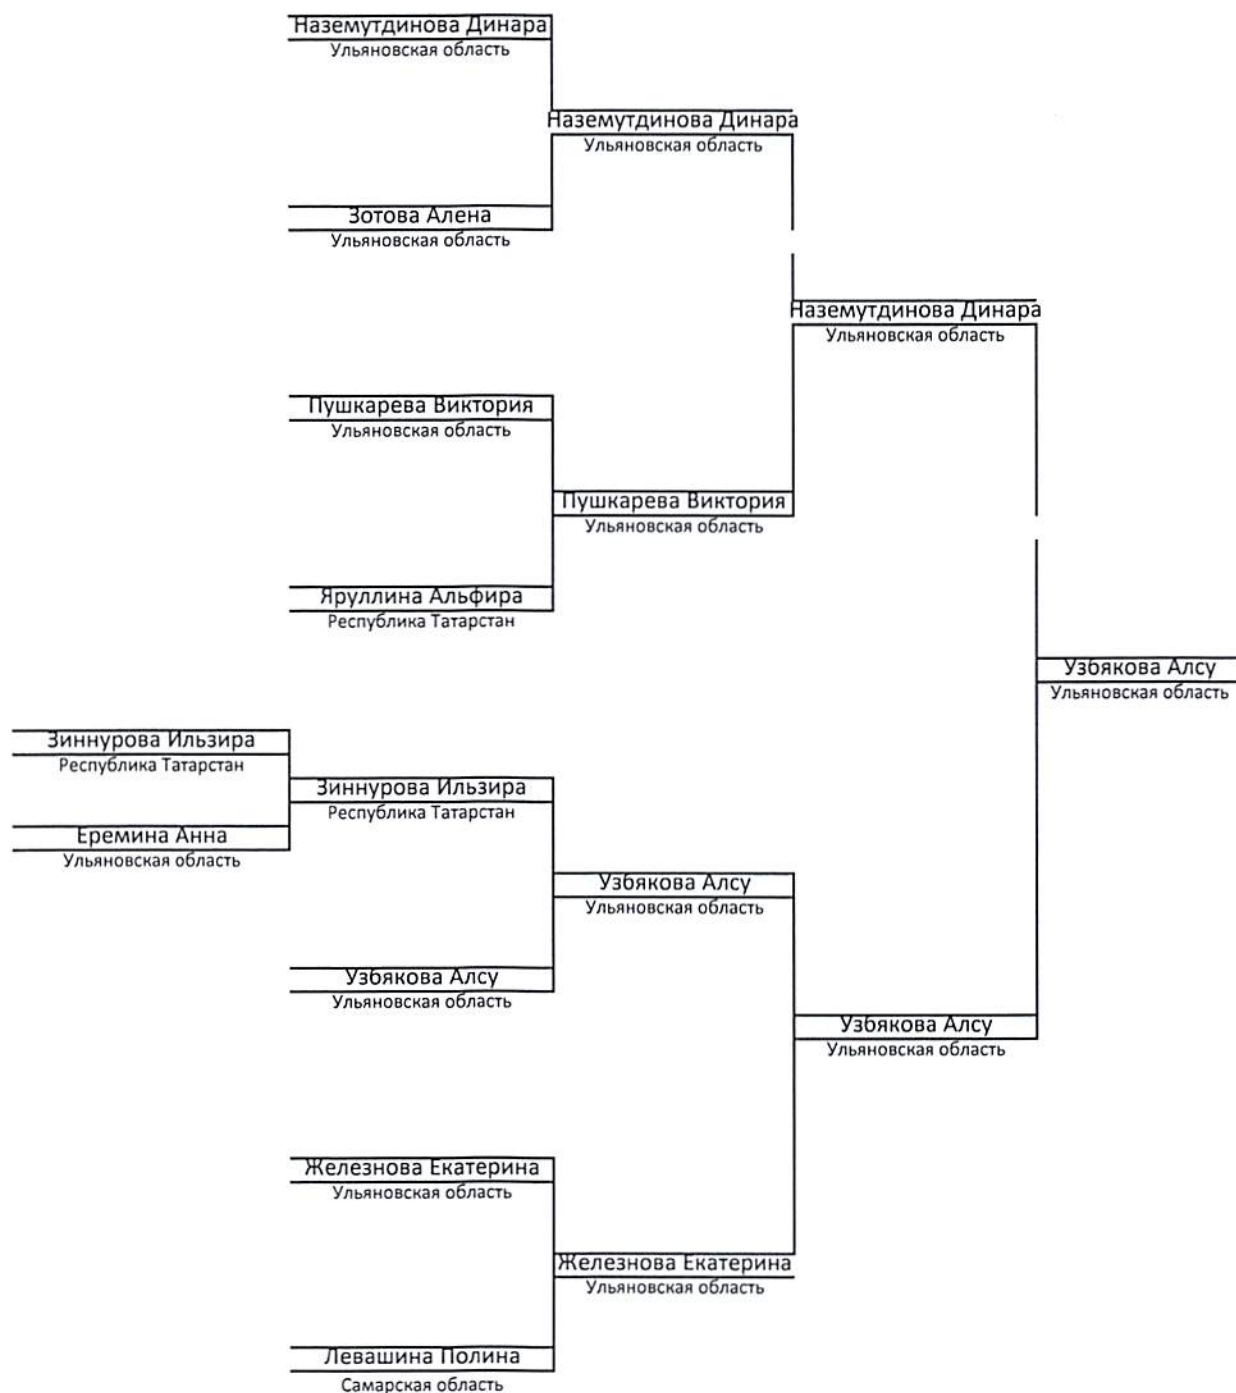 Наземутдинова Динара
Ульяновская область
Наземутдинова Динара
Ульяновская область
Зотова Алена
Ульяновская область
Наземутдинова Динара
Ульяновская область
Пушкарева Виктория
Ульяновская область
Пушкарева Виктория
Ульяновская область
Яруллина Альфира
Республика Татарстан
Узбякова Алсу
Ульяновская область
Зиннурова Ильзира
Республика Татарстан
Зиннурова Ильзира
Республика Татарстан
Еремина Анна
Ульяновская область
Узбякова Алсу
Ульяновская область
Узбякова Алсу
Ульяновская область
Узбякова Алсу
Ульяновская область
Железнова Екатерина
Ульяновская область
Железнова Екатерина
Ульяновская область
Левашина Полина
Самарская область